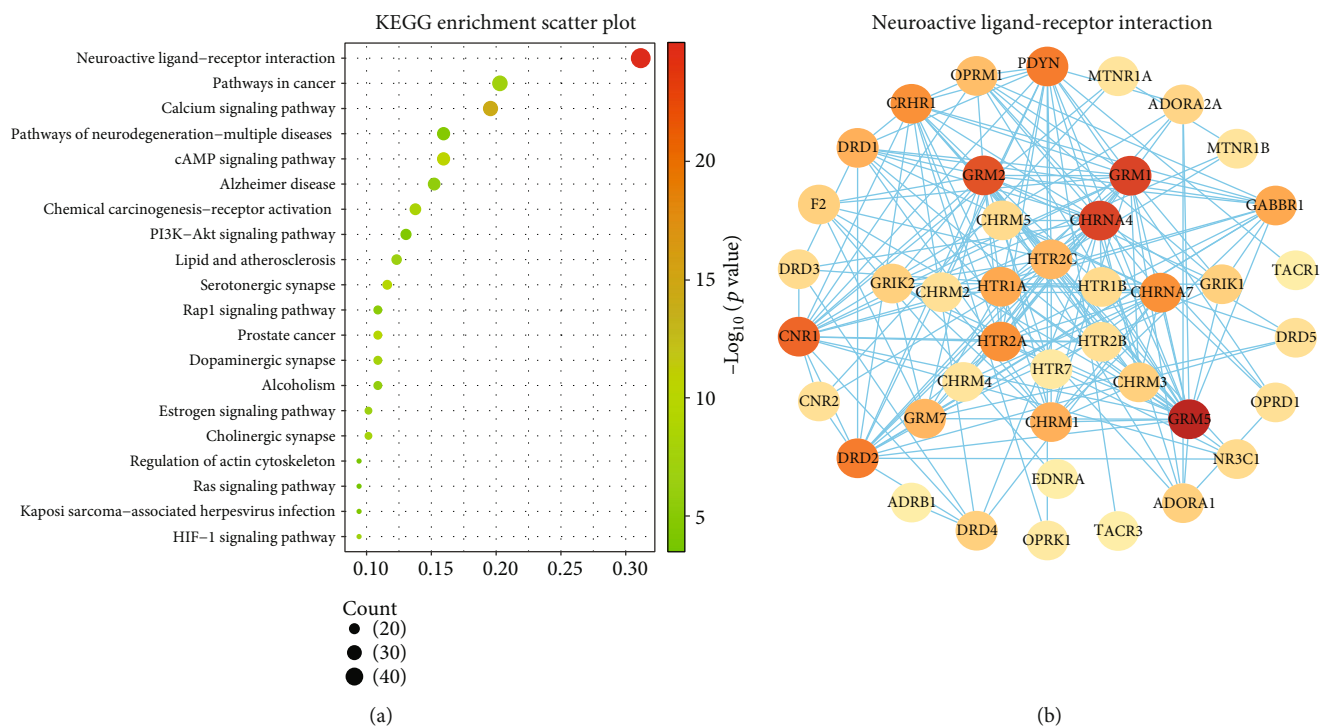 KEGG enrichment scatter plot
Neuroactive ligand−receptor interaction
Pathways in cancer
Calcium signaling pathway
Pathways of neurodegeneration−multiple diseases
cAMP signaling pathway
Alzheimer disease
Chemical carcinogenesis−receptor activation
PI3K−Akt signaling pathway
Lipid and atherosclerosis
Serotonergic synapse
Rap1 signaling pathway
Prostate cancer
Dopaminergic synapse
Alcoholism
Estrogen signaling pathway
Cholinergic synapse
Regulation of actin cytoskeleton
Ras signaling pathway
Kaposi sarcoma−associated herpesvirus infection
HIF−1 signaling pathway
0.10 0.15 0.20 0.25 0.30
20
15
10
5
−Log10 (p value)
Count
(20)
(30)
(40)
(a)
Neuroactive ligand-receptor interaction
PDYN
OPRM1
MTNR1A
CRHR1
ADORA2A
DRD1
MTNR1B
GRM2
GRM1
F2
CHRM5
CHRNA4
GABBR1
HTR2C
DRD3
TACR1
GRIK2
CHRM2
HTR1A
HTR1B
CHRNA7
GRIK1
CNR1
HTR2A
HTR2B
DRD5
HTR7
CHRM4
CHRM3
CNR2
OPRD1
GRM7
CHRM1
GRM5
DRD2
NR3C1
EDNRA
ADRB1
ADORA1
DRD4
OPRK1
TACR3
(b)